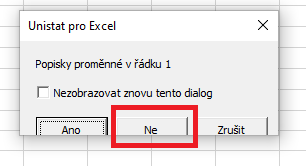 Unistat pro Excel
Popisky proměnné v řádku 1
Nezobrazovat znovu tento dialog
Ano Ne Zrušit